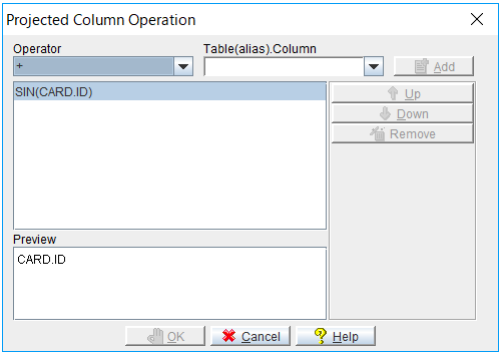 Projected Column Operation
Operator
Table(alias).Column
+
Add
SIN(CARD.ID)
Up
Down
Remove
Preview
CARD.ID
OK
Cancel
Help